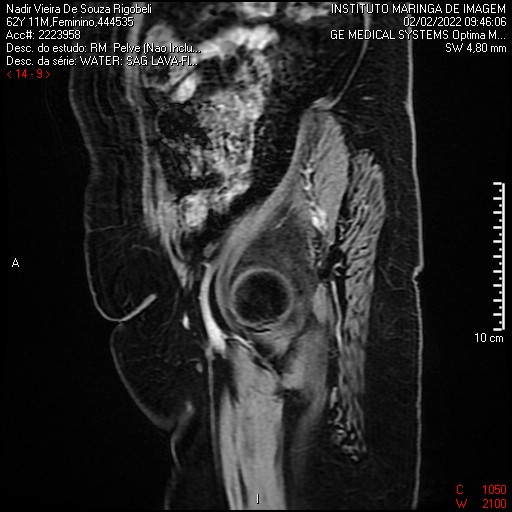 Nadir Vieira De Souza Rigobeli
62Y 11M,Feminino,444535
Acc#: 2223958
Desc. do estudo: RM Pelve (Nao Inclu...
Desc. da série: WATER: SAG LAVA-Fl...
< 14 - 9 >
INSTITUTO MARINGA DE IMAGEM
02/02/2022 09:46:06
GE MEDICAL SYSTEMS Optima M...
SW 4,80 mm
A
10 cm
I
C 1050
W 2100